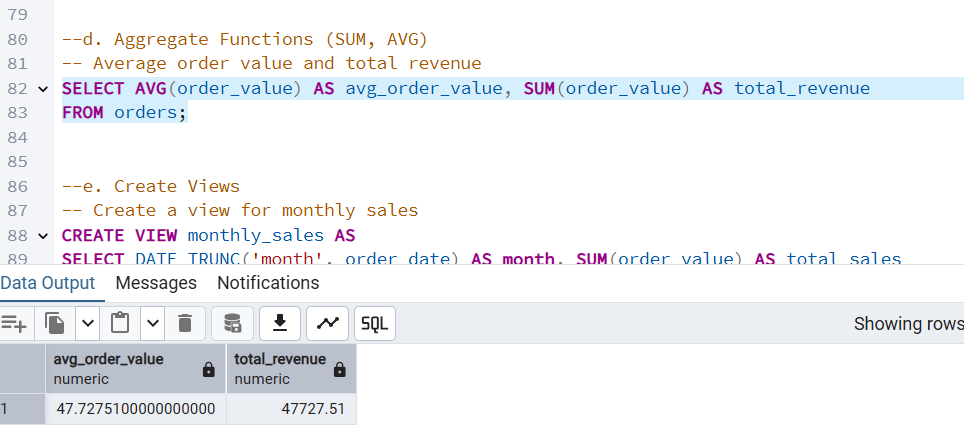 79
80 --d. Aggregate Functions (SUM, AVG)
81 -- Average order value and total revenue
82 SELECT AVG(order_value) AS avg_order_value, SUM(order_value) AS total_revenue
83 FROM orders;
84
85
86 --e. Create Views
87 -- Create a view for monthly sales
88 CREATE VIEW monthly_sales AS
89 SELECT DATE_TRUNC('month', order_date) AS month, SUM(order_value) AS total_sales
Data Output Messages Notifications
SQL Showing rows
avg_order_value total_revenue
numeric numeric
1 47.7275100000000000 47727.51